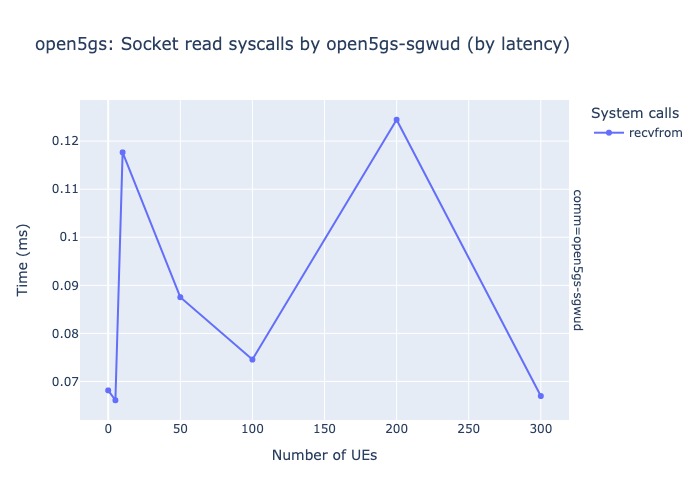 open5gs: Socket read syscalls by open5gs-sgwud (by latency)
System calls
recvfrom
0.12
0.11
0.1
0.09
0.08
0.07
Time (ms)
comm=open5gs-sgwud
0 50 100 150 200 250 300
Number of UEs